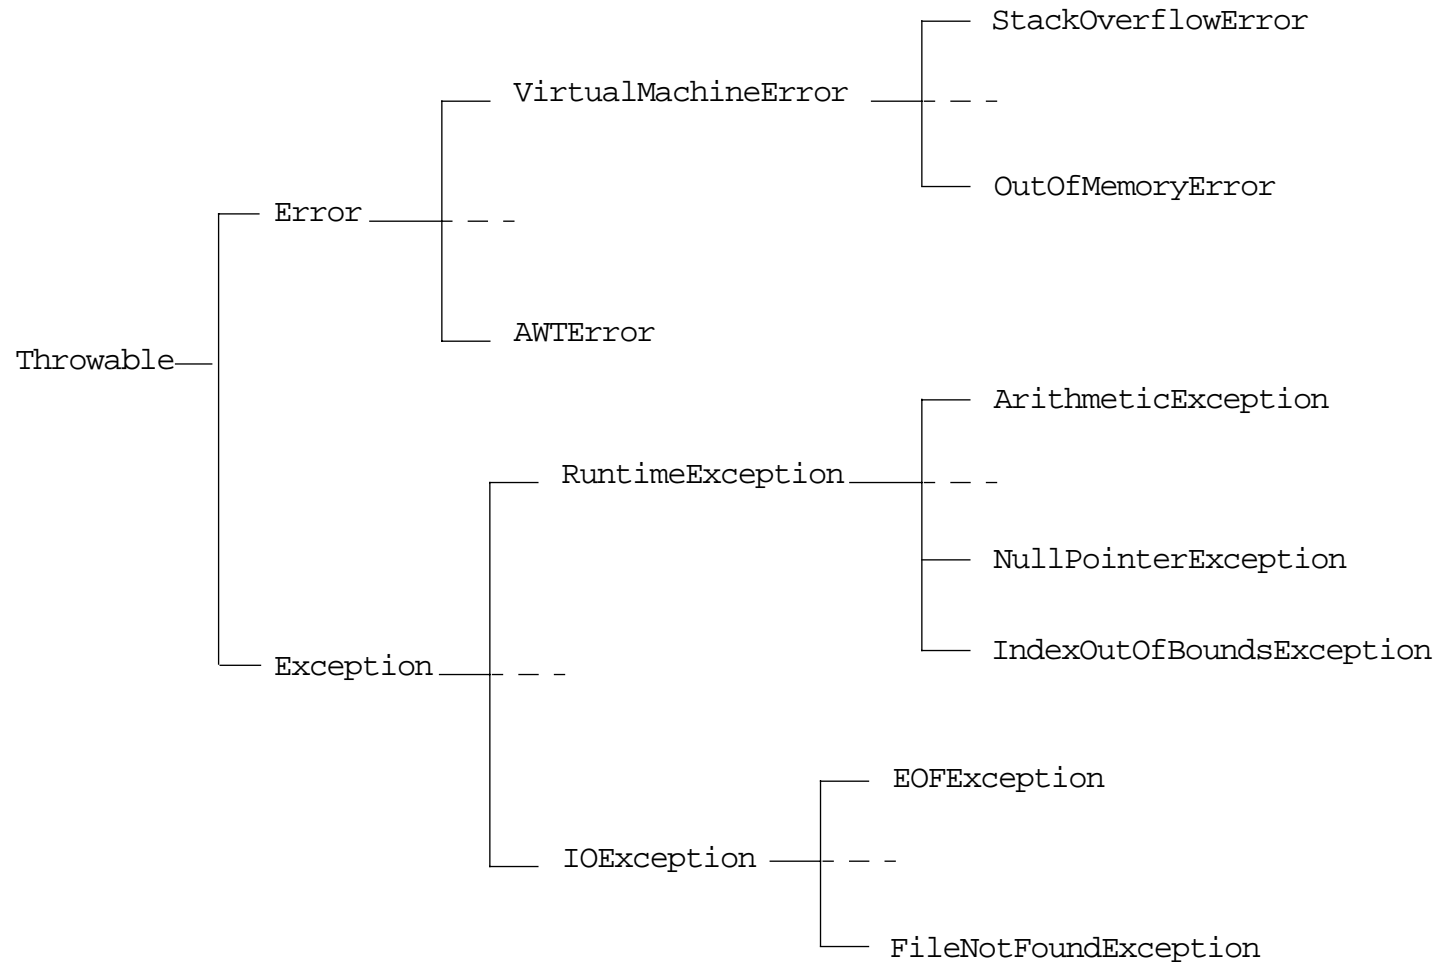 StackOverflowError
VirtualMachineError
OutOfMemoryError
Error
AWTError
Throwable
ArithmeticException
RuntimeException
NullPointerException
IndexOutOfBoundsException
Exception
EOFException
IOException
FileNotFoundException